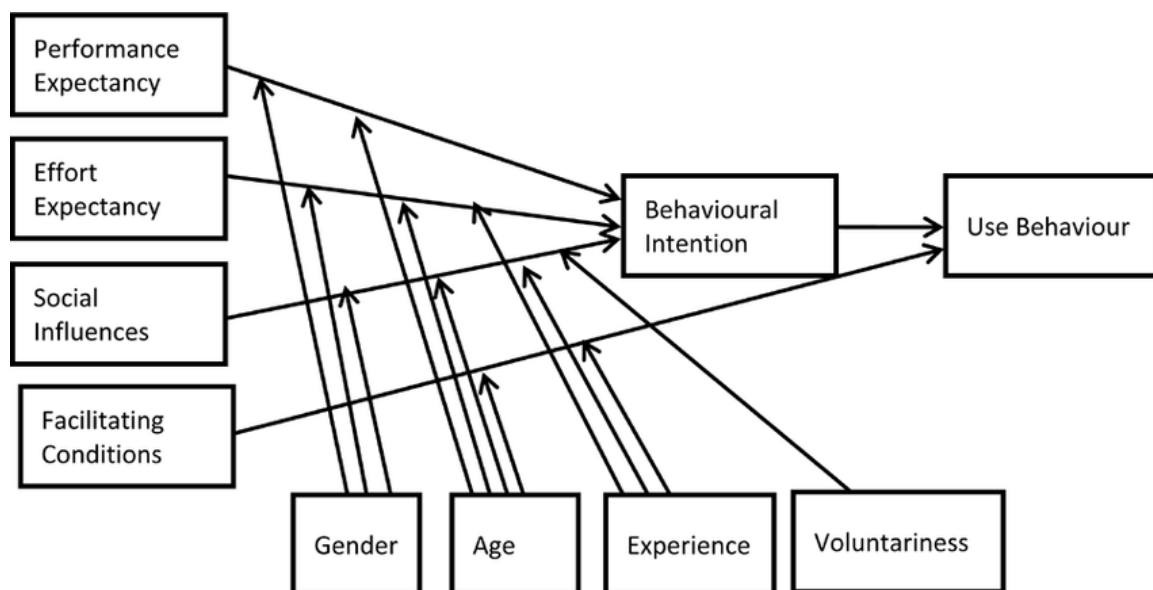 Performance
Expectancy
Effort
Expectancy
Social
Influences
Facilitating
Conditions
Behavioural
Intention
Use Behaviour
Gender
Age
Experience
Voluntariness